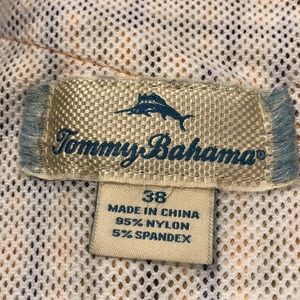 Tommy Bahama®
38
MADE IN CHINA
95% NYLON
5% SPANDEX